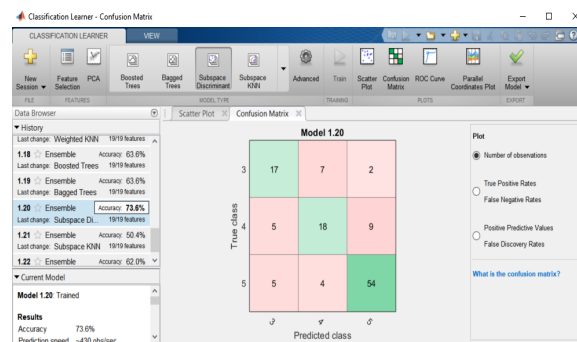 Classification Learner - Confusion Matrix
CLASSIFICATION LEARNER VIEW
New Session
Feature Selection
PCA
Boosted Trees
Bagged Trees
Subspace Discriminant
Subspace KNN
Advanced
Train
Scatter Plot
Confusion Matrix
ROC Curve
Parallel Coordinates Plot
Export Model
FILE FEATURES MODEL TYPE TRAINING PLOTS EXPORT
Data Browser
Scatter Plot Confusion Matrix
History
Last change: Weighted KNN 19/19 features
1.18 Ensemble Accuracy: 63.6%
Last change: Boosted Trees 19/19 features
1.19 Ensemble Accuracy: 63.6%
Last change: Bagged Trees 19/19 features
1.20 Ensemble Accuracy: 73.6%
Last change: Subspace Di... 19/19 features
1.21 Ensemble Accuracy: 50.4%
Last change: Subspace KNN 19/19 features
1.22 Ensemble Accuracy: 62.0%
Current Model
Model 1.20: Trained
Results
Accuracy 73.6%
Prediction speed ~430 obs/sec
Model 1.20
True class
3 17 7 2
4 5 18 9
5 5 4 54
3 4 5
Predicted class
Plot
Number of observations
True Positive Rates
False Negative Rates
Positive Predictive Values
False Discovery Rates
What is the confusion matrix?